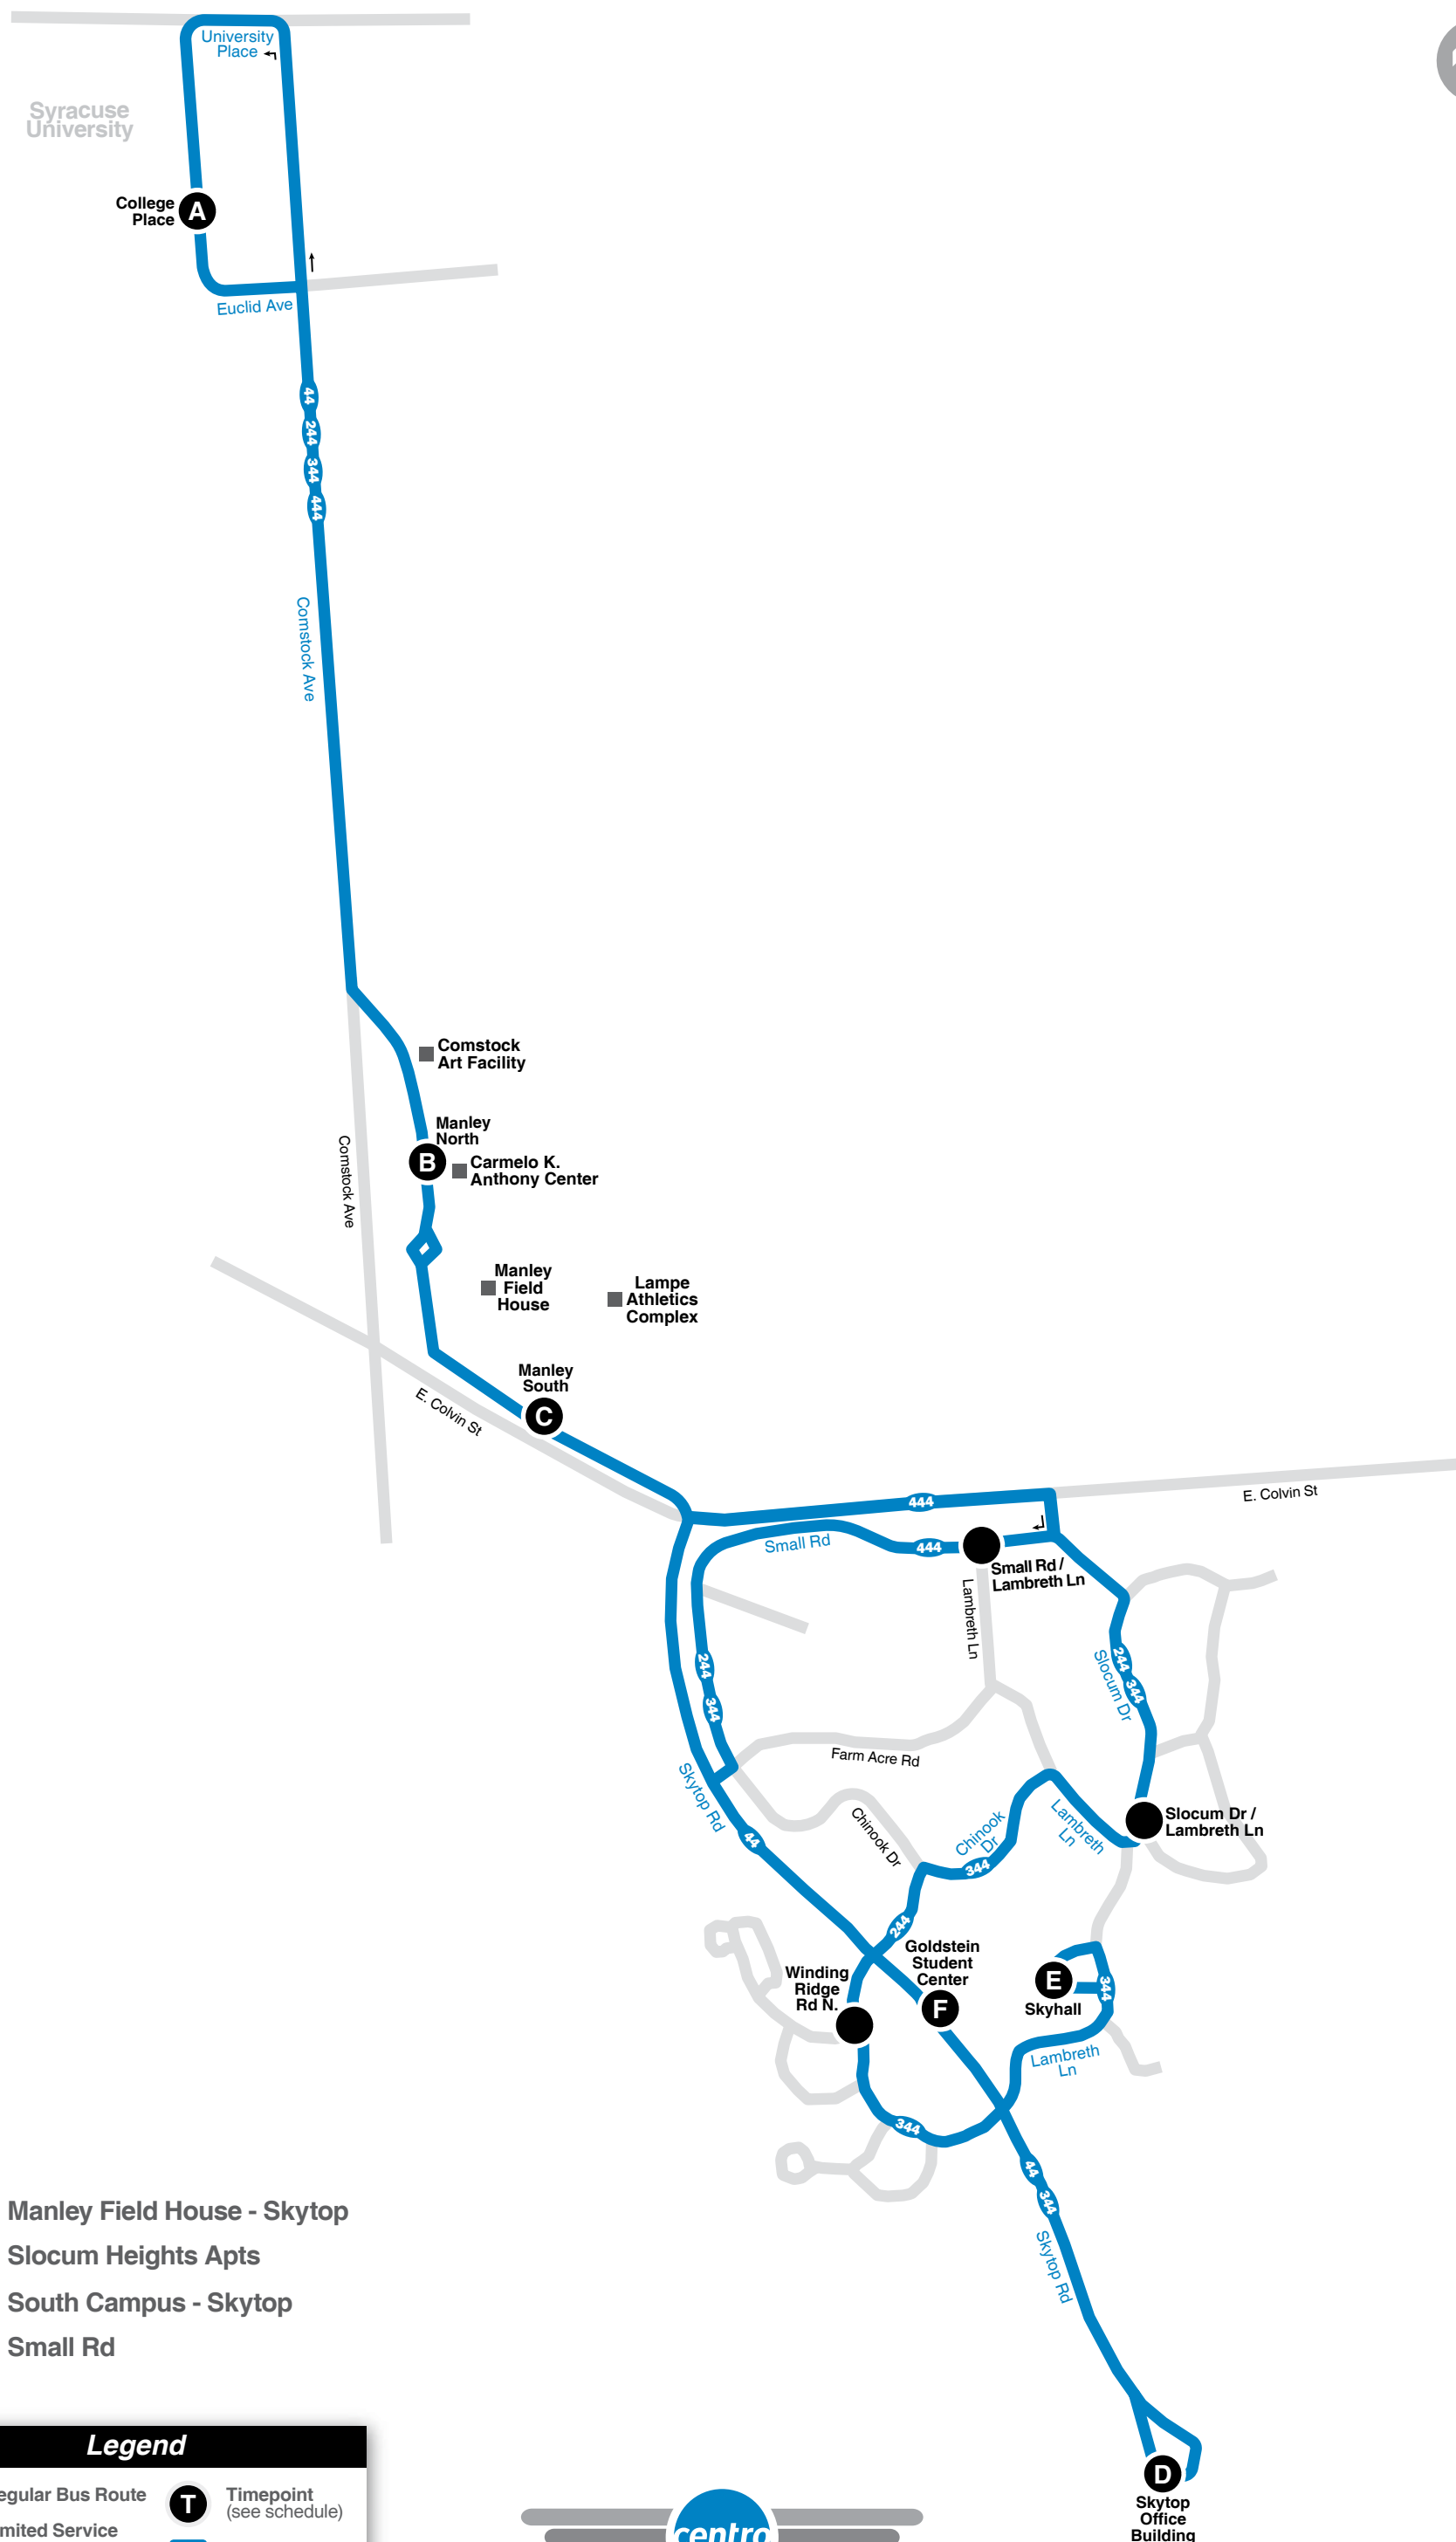 University
Place
Syracuse
University
College
Place
A
Euclid Ave
44
244
344
444
Comstock Ave
Comstock
Art Facility
Manley
North
B
Carmelo K.
Anthony Center
Comstock Ave
Manley
Field
House
Lampe
Athletics
Complex
Manley
South
C
E. Colvin St
444
E. Colvin St
Small Rd
444
Small Rd /
Lambreth Ln
Lambreth Ln
244
344
Slocum Dr
244
344
Farm Acre Rd
Skytop Rd
44
Chinook Dr
Chinook
Dr
344
Lambreth
Ln
Slocum Dr /
Lambreth Ln
244
Goldstein
Student
Center
F
Winding
Ridge
Rd N.
E
Skyhall
344
Lambreth
Ln
344
44
344
Skytop Rd
D
Skytop
Office
Building
Manley Field House - Skytop
Slocum Heights Apts
South Campus - Skytop
Small Rd
Legend
egular Bus Route
T
Timepoint
(see schedule)
mited Service
centro